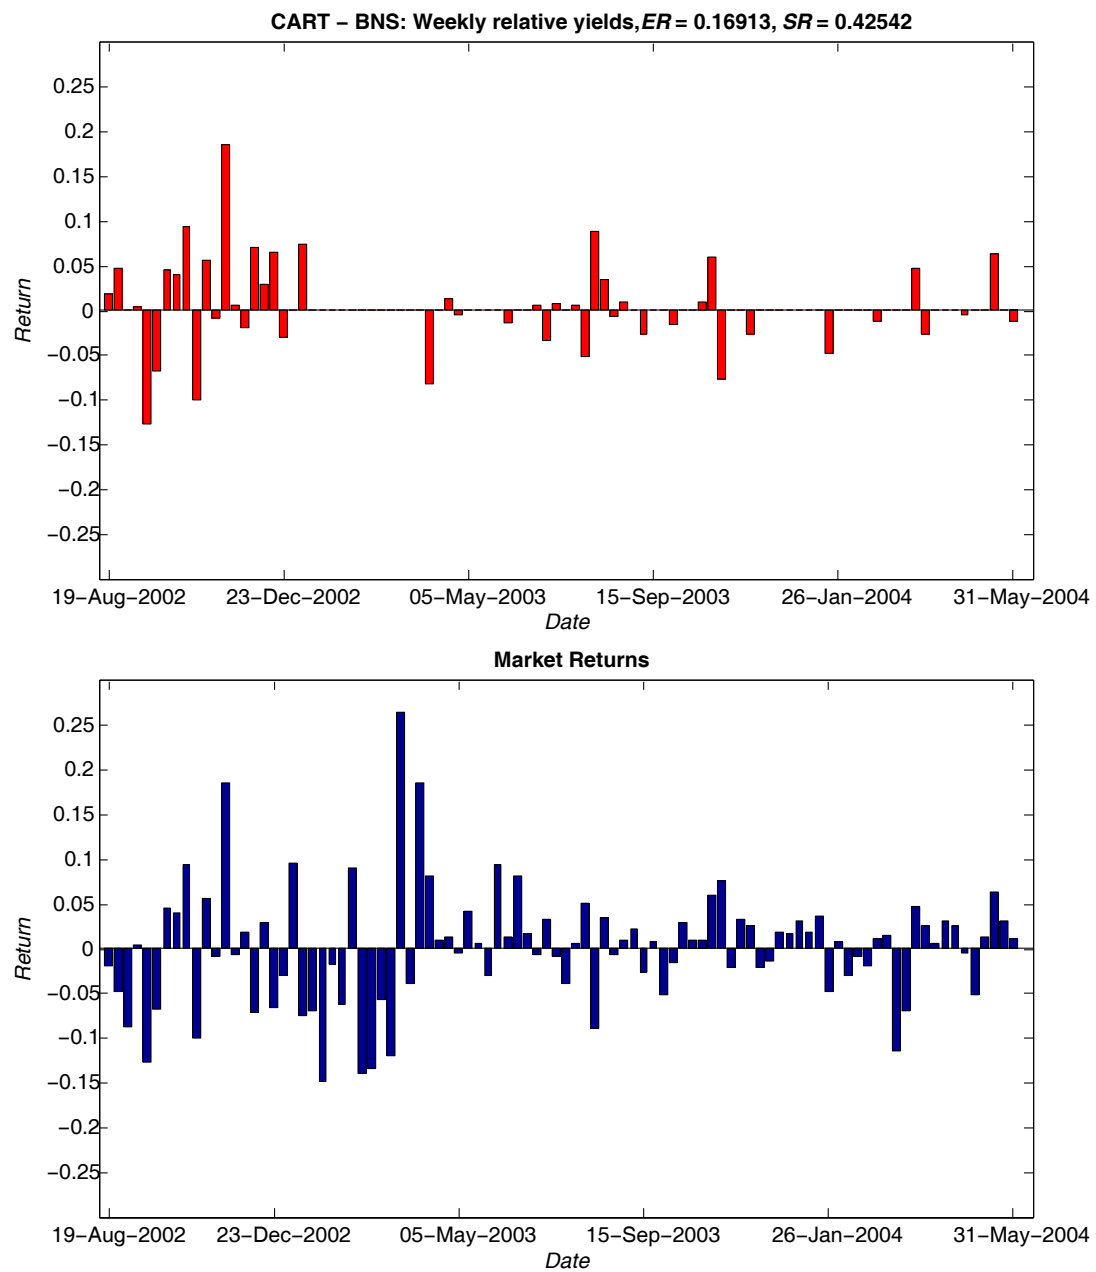 CART − BNS: Weekly relative yields, ER = 0.16913, SR = 0.42542
0.25
0.2
0.15
0.1
0.05
0
−0.05
−0.1
−0.15
−0.2
−0.25
Return
19−Aug−2002 23−Dec−2002 05−May−2003 15−Sep−2003 26−Jan−2004 31−May−2004
Date
Market Returns
0.25
0.2
0.15
0.1
0.05
0
−0.05
−0.1
−0.15
−0.2
−0.25
Return
19−Aug−2002 23−Dec−2002 05−May−2003 15−Sep−2003 26−Jan−2004 31−May−2004
Date